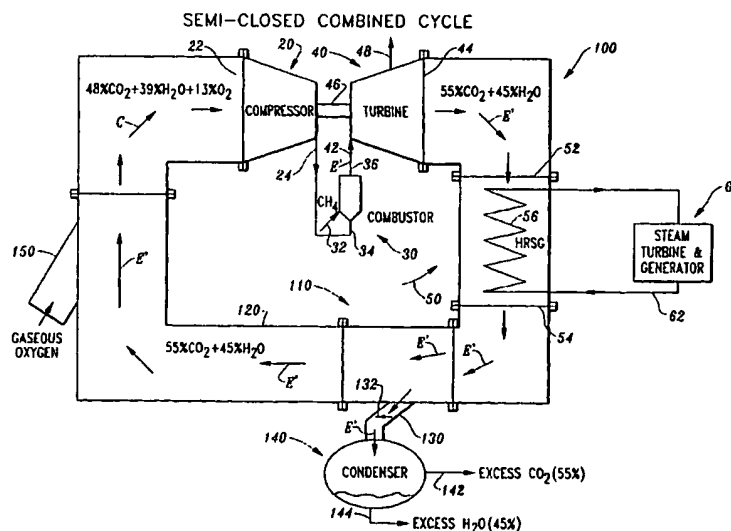 SEMI-CLOSED COMBINED CYCLE
22
20
40
48
44
100
48%CO₂+39%H₂O+13%O₂
46
55%CO₂+45%H₂O
COMPRESSOR
TURBINE
C
E'
24
42
E'
36
52
CH₄
COMBUSTOR
56
HRSG
6
STEAM
TURBINE &
GENERATOR
32
34
30
150
E'
50
110
GASEOUS
OXYGEN
120
62
54
55%CO₂+45%H₂O
E'
E'
E'
132
E'
130
140
CONDENSER
EXCESS CO₂(55%)
142
144
EXCESS H₂O(45%)